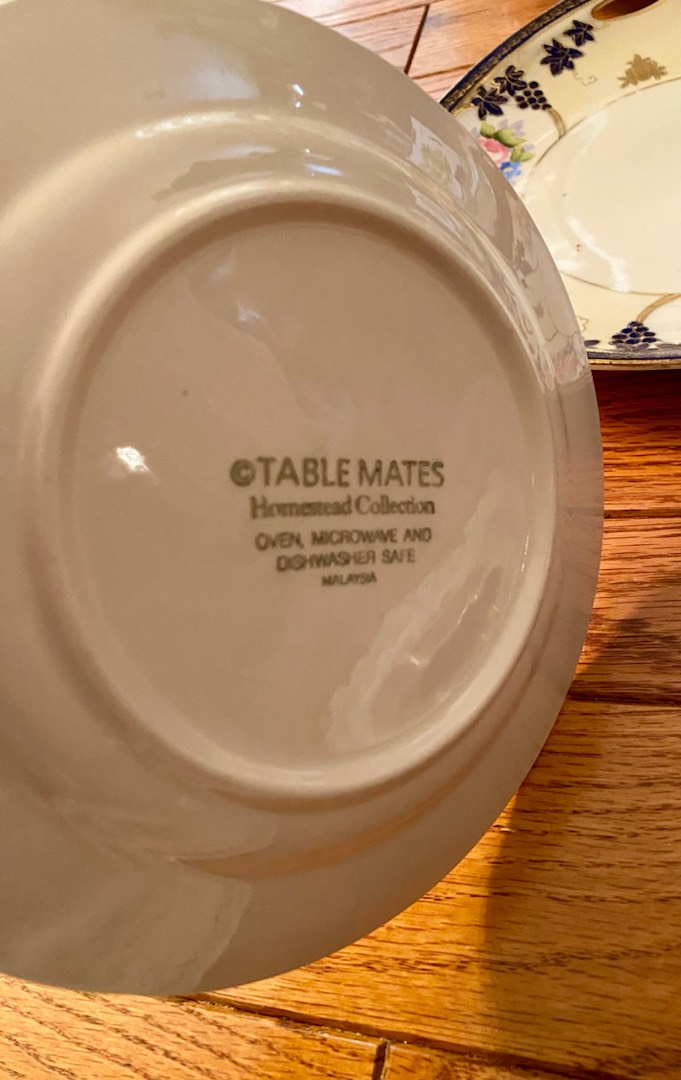 ©TABLE MATES
Homestead Collection
OVEN, MICROWAVE AND
DISHWASHER SAFE
MALAYSIA